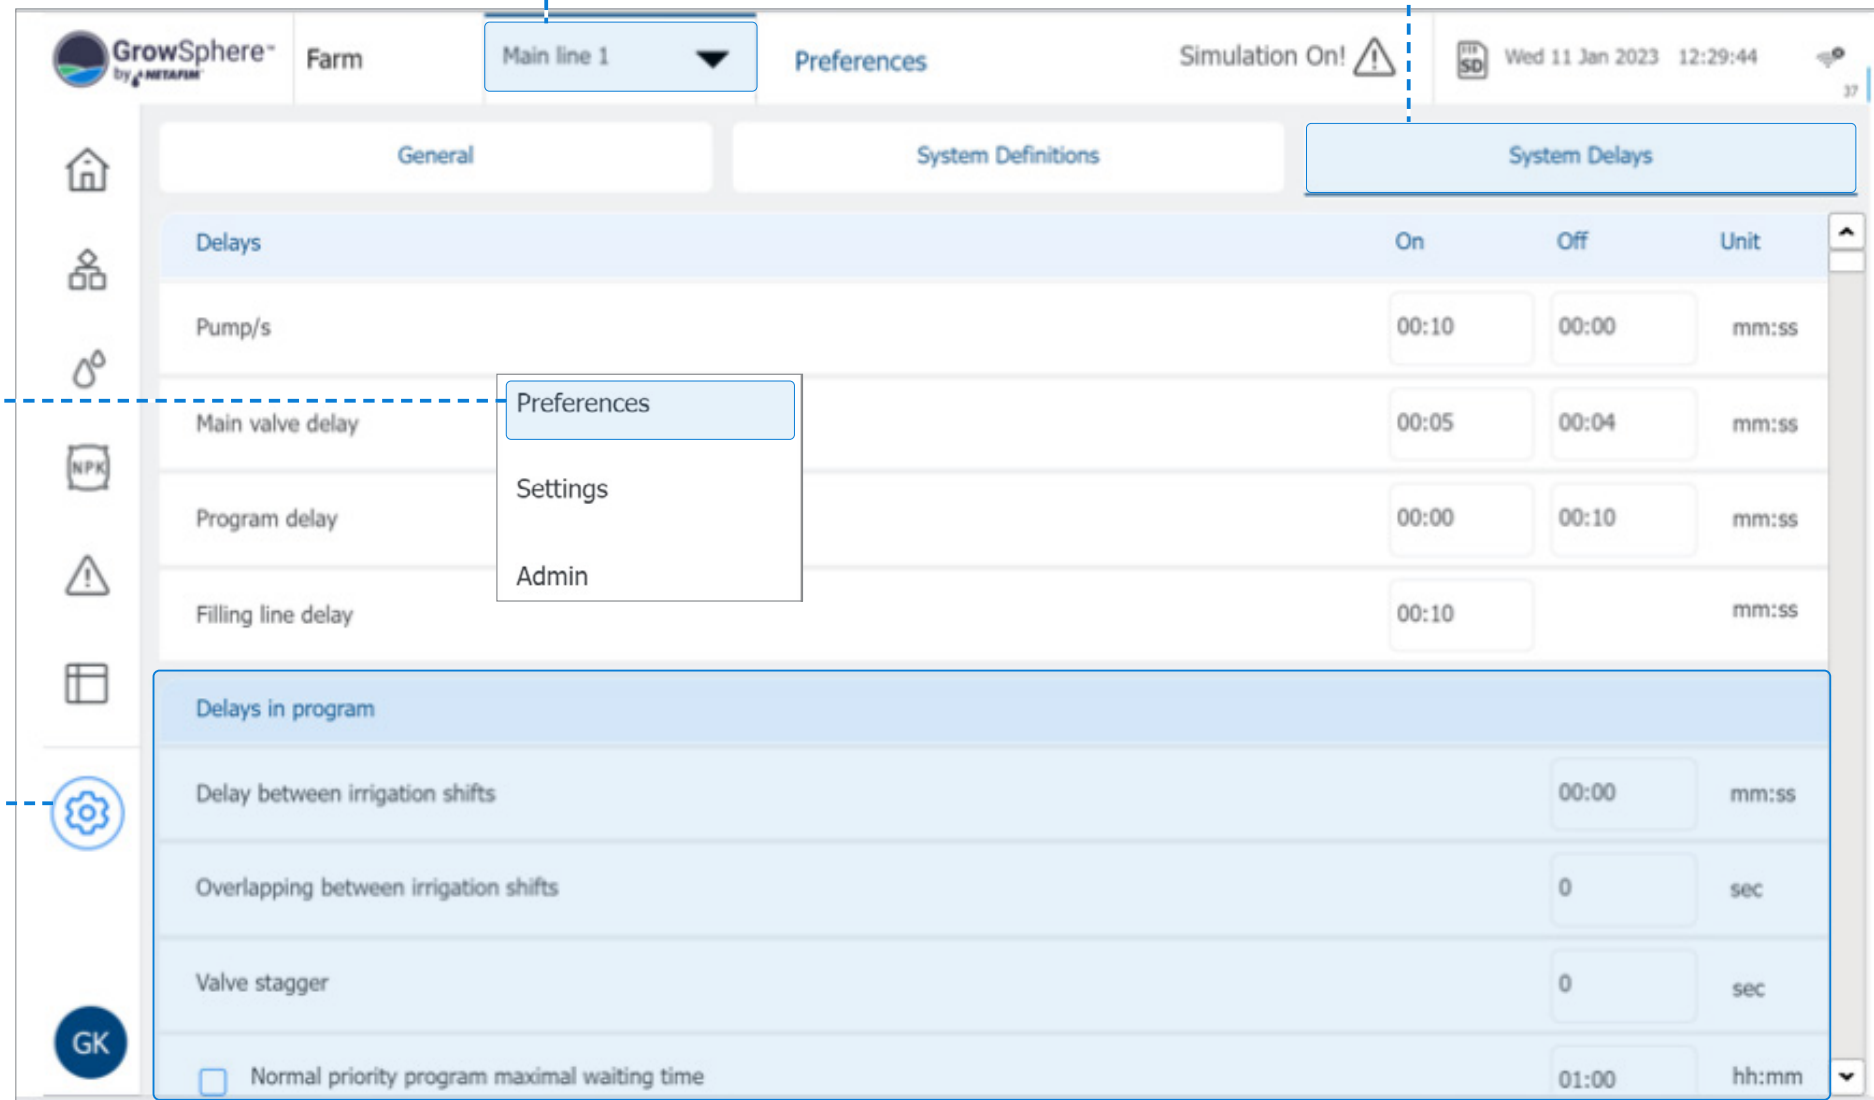 GrowSphere™
by NETAFIM™
Farm
Main line 1
Preferences
Simulation On!
SD
Wed 11 Jan 2023 12:29:44
37
General
System Definitions
System Delays
Delays On Off Unit
Pump/s 00:10 00:00 mm:ss
Main valve delay 00:05 00:04 mm:ss
Program delay 00:00 00:10 mm:ss
Filling line delay 00:10 mm:ss
Preferences
Settings
Admin
NPK
Delays in program
Delay between irrigation shifts 00:00 mm:ss
Overlapping between irrigation shifts 0 sec
Valve stagger 0 sec
Normal priority program maximal waiting time 01:00 hh:mm
GK